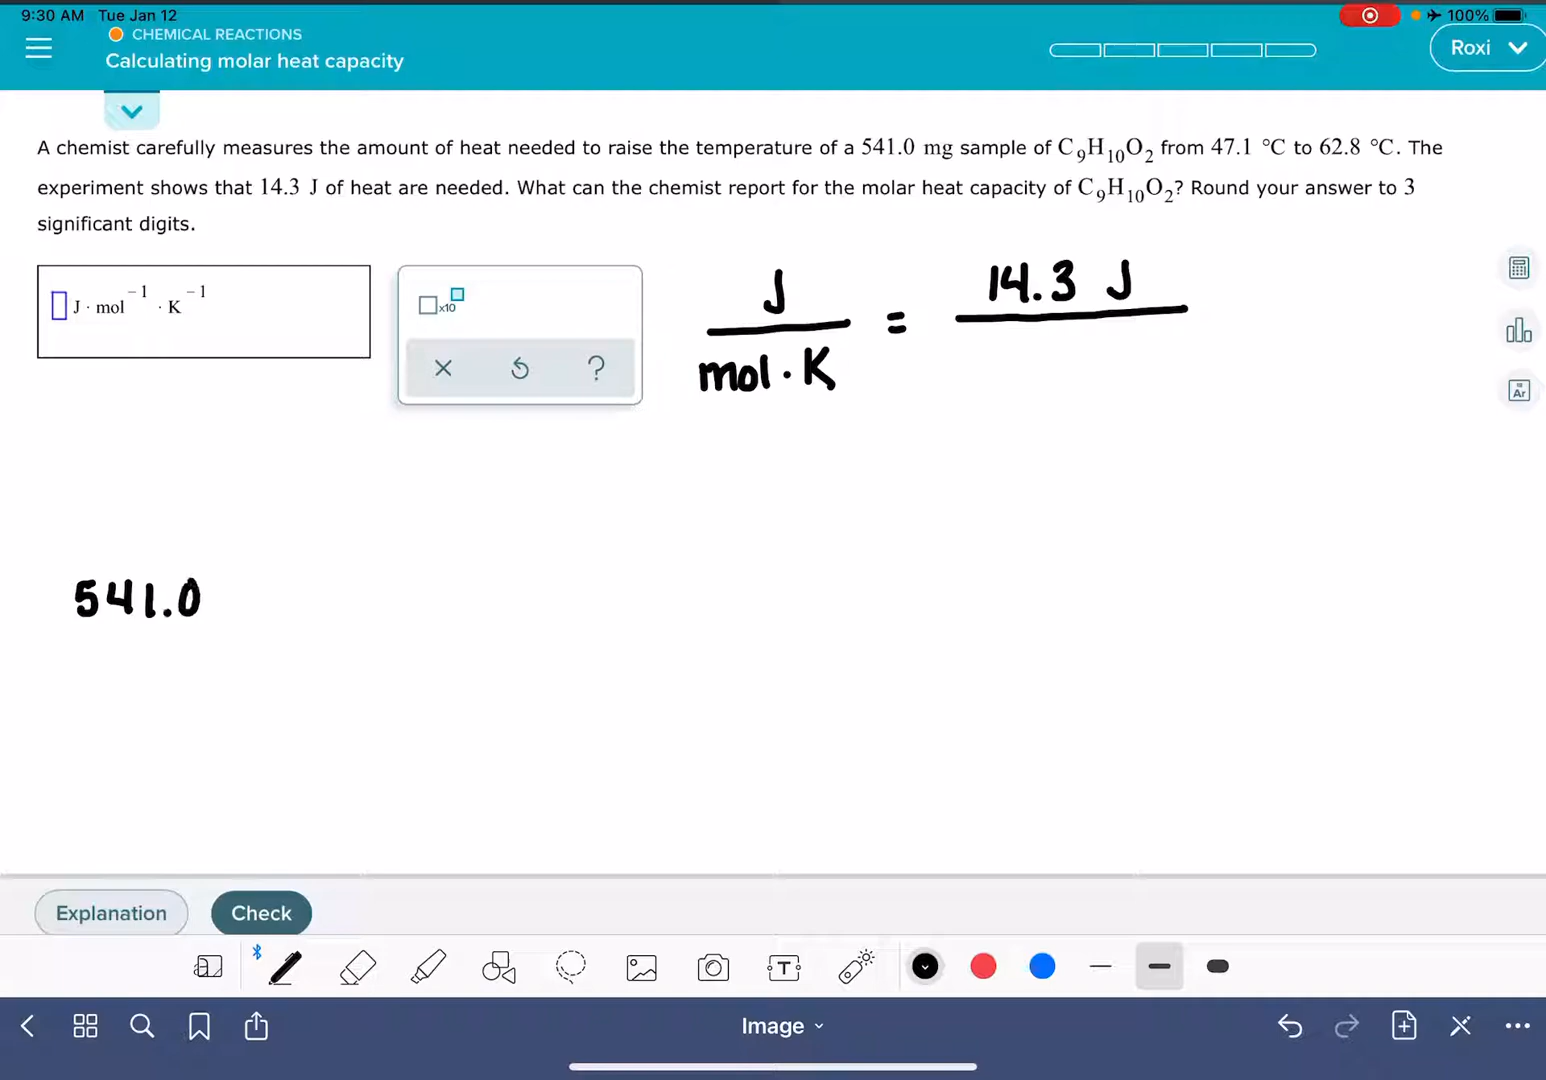 9:30 AM Tue Jan 12
100%
CHEMICAL REACTIONS
Calculating molar heat capacity
Roxi
A chemist carefully measures the amount of heat needed to raise the temperature of a 541.0 mg sample of C₉H₁₀O₂ from 47.1 °C to 62.8 °C. The
experiment shows that 14.3 J of heat are needed. What can the chemist report for the molar heat capacity of C₉H₁₀O₂? Round your answer to 3
significant digits.
J · mol⁻¹ · K⁻¹
x10
?
J
mol · K
=
14.3 J
18
Ar
541.0
Explanation
Check
a
T
Image